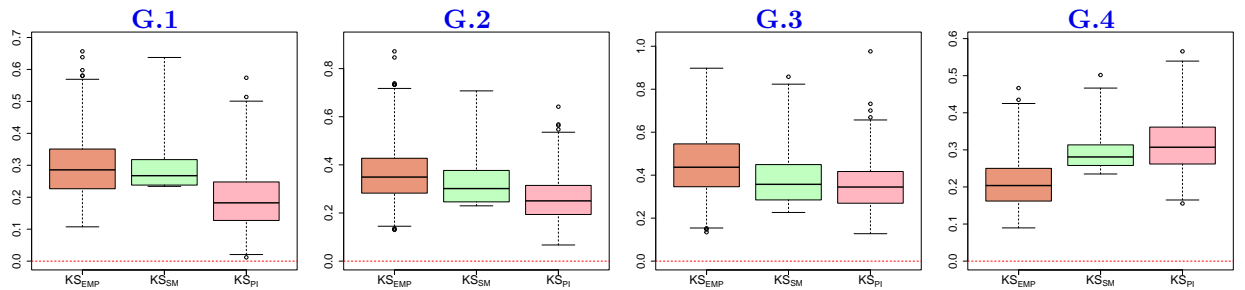 G.1 G.2 G.3 G.4
0.0 0.1 0.2 0.3 0.4 0.5 0.6 0.7
KS_EMP KS_SM KS_PI
0.0 0.2 0.4 0.6 0.8
KS_EMP KS_SM KS_PI
0.0 0.2 0.4 0.6 0.8 1.0
KS_EMP KS_SM KS_PI
0.0 0.1 0.2 0.3 0.4 0.5 0.6
KS_EMP KS_SM KS_PI